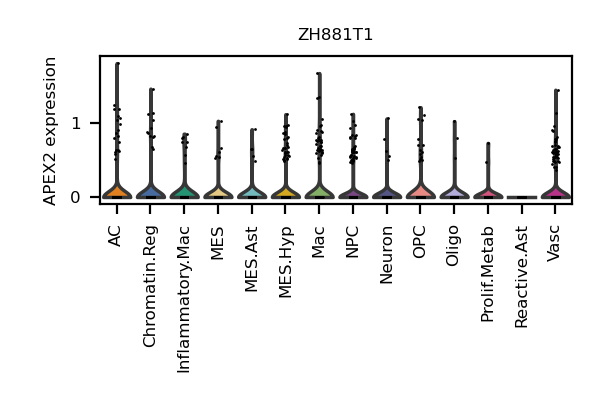 ZH881T1
APEX2 expression
1
0
AC
Chromatin.Reg
Inflammatory.Mac
MES
MES.Ast
MES.Hyp
Mac
NPC
Neuron
OPC
Oligo
Prolif.Metab
Reactive.Ast
Vasc